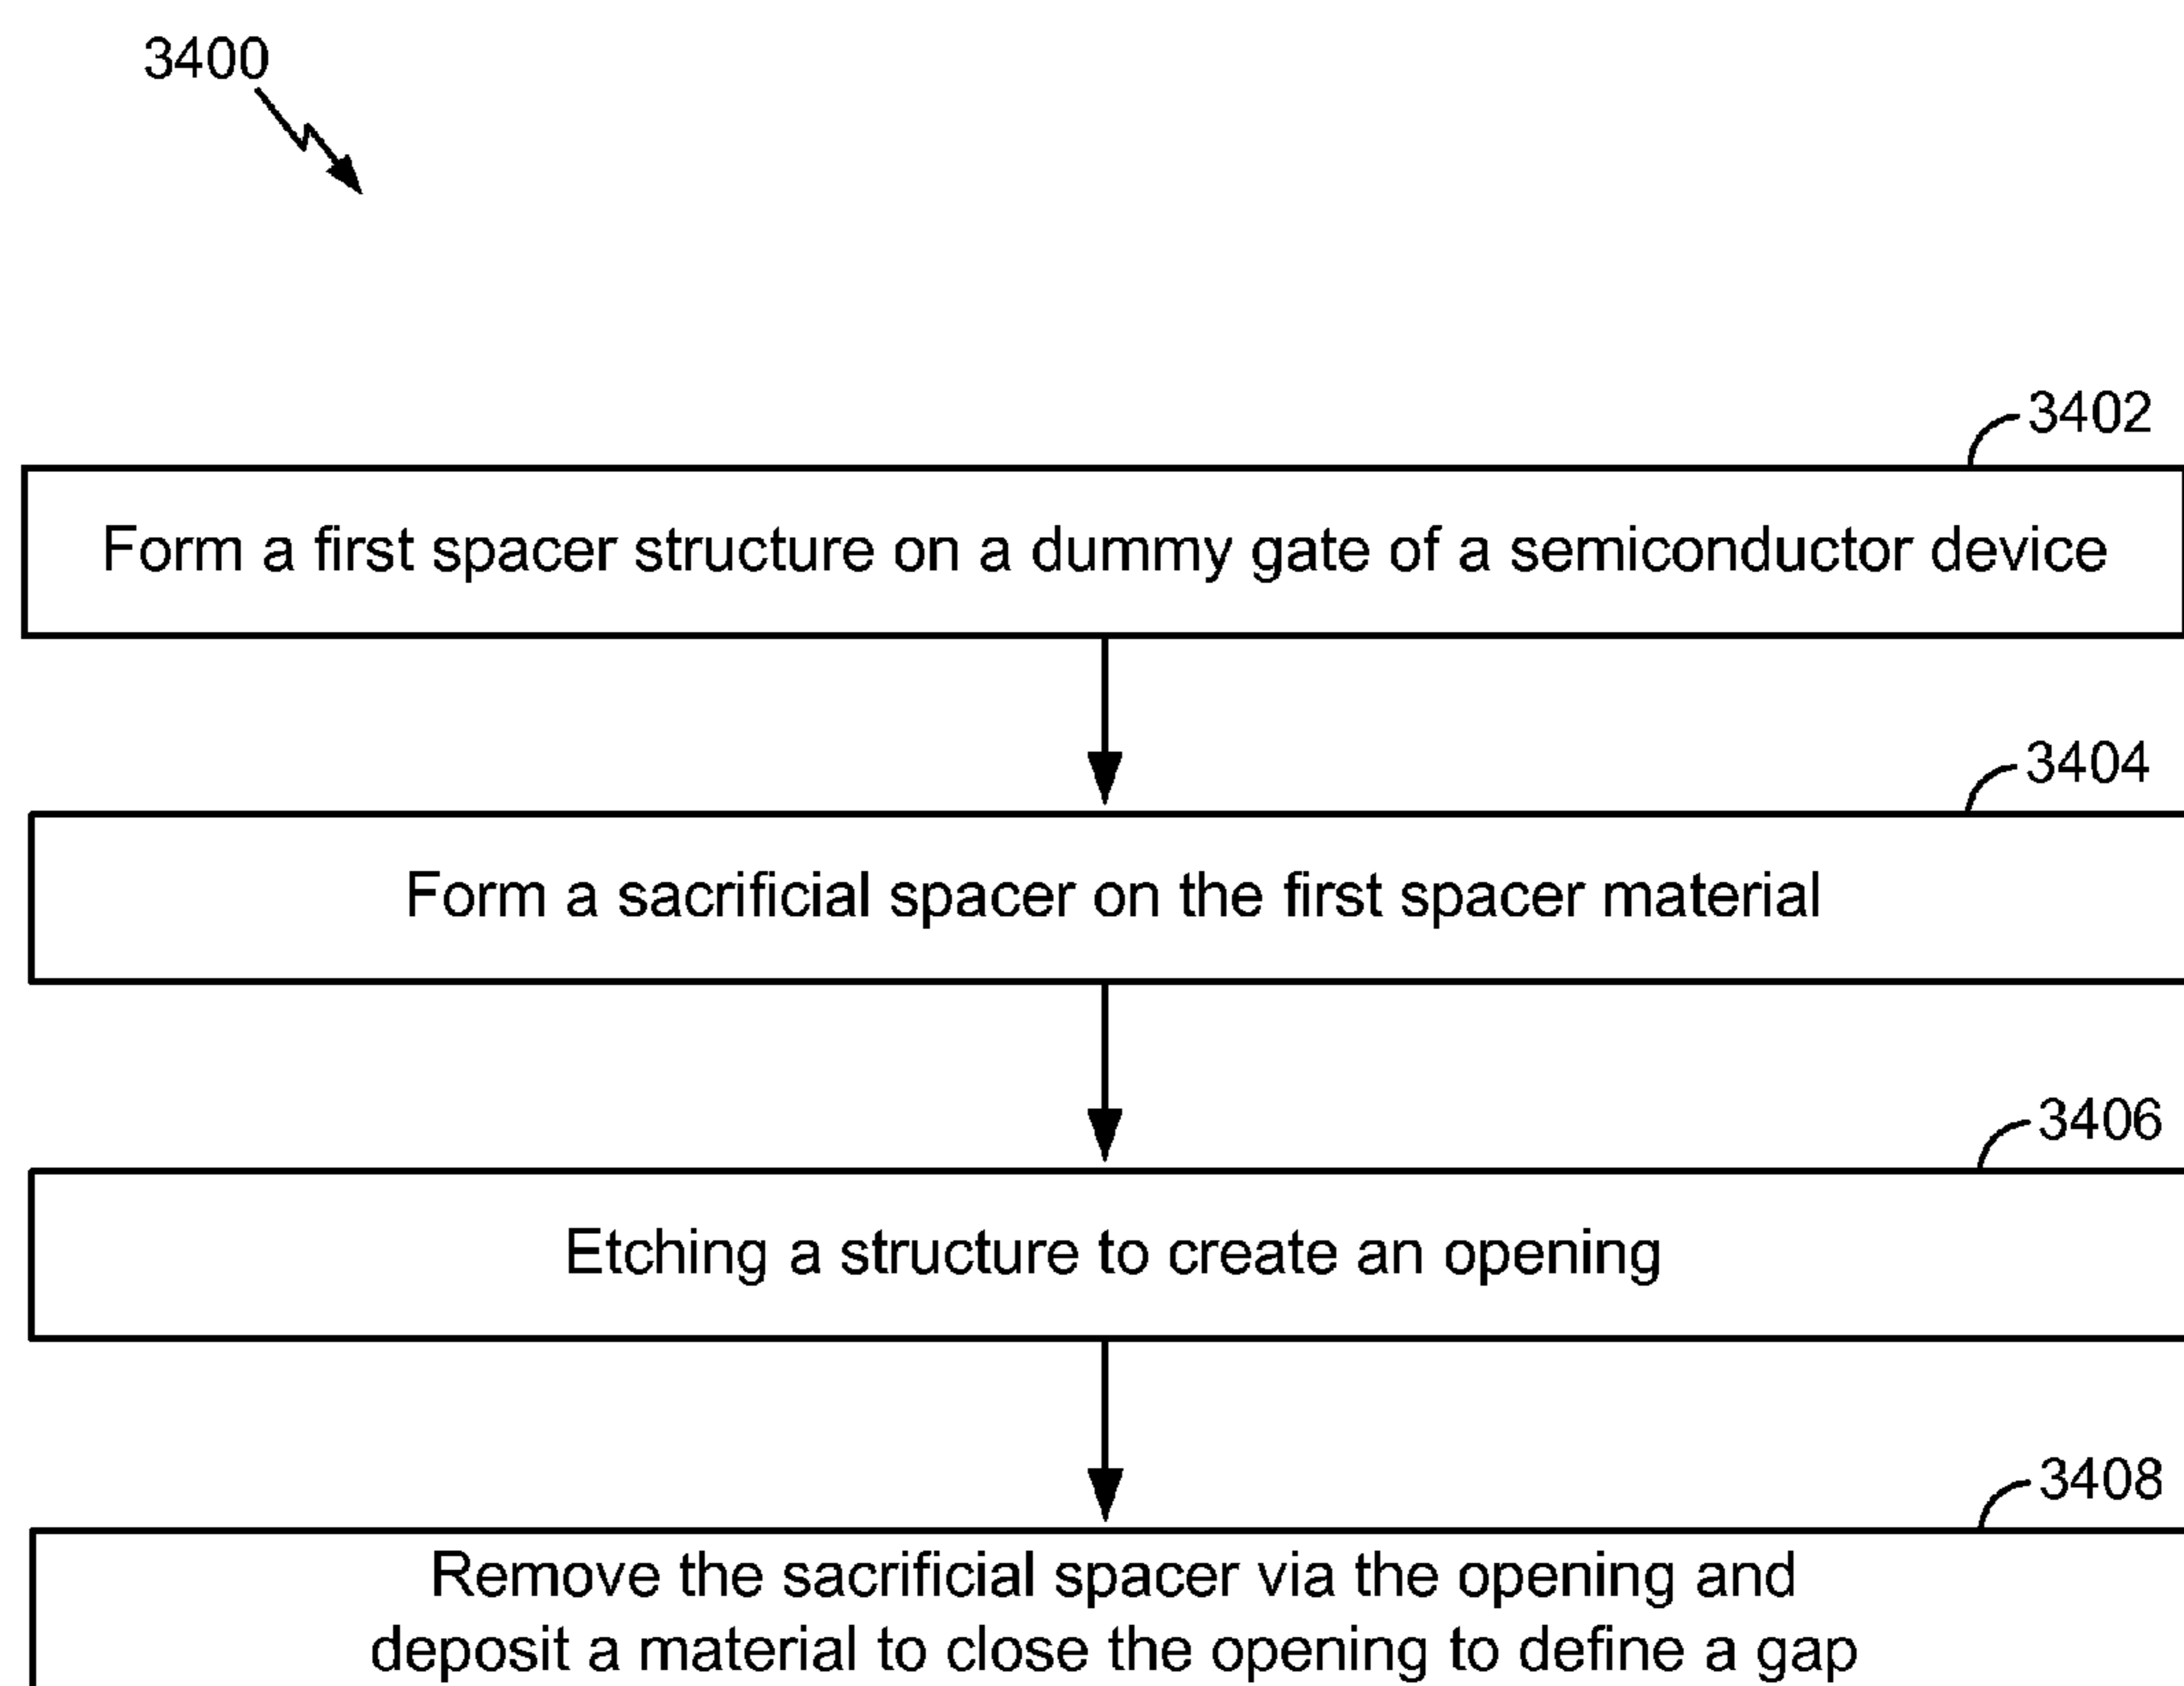 3400
3402
Form a first spacer structure on a dummy gate of a semiconductor device
3404
Form a sacrificial spacer on the first spacer material
3406
Etching a structure to create an opening
3408
Remove the sacrificial spacer via the opening and
deposit a material to close the opening to define a gap